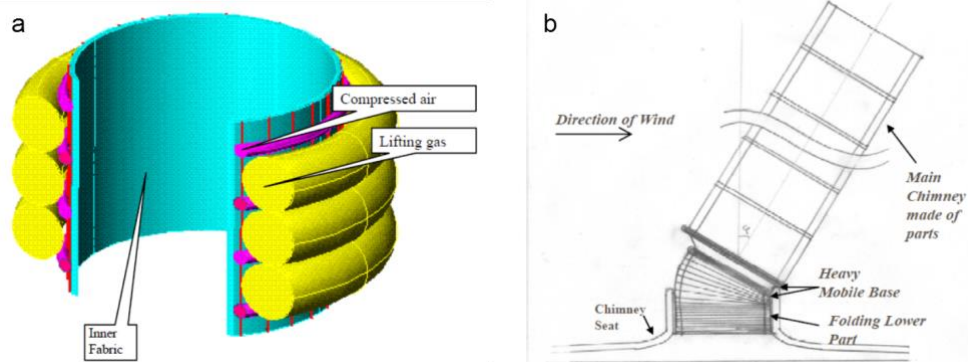 a
Compressed air
Lifting gas
Inner
Fabric
b
Direction of Wind
α
Main
Chimney
made of
parts
Heavy
Mobile Base
Chimney
Seat
Folding Lower
Part